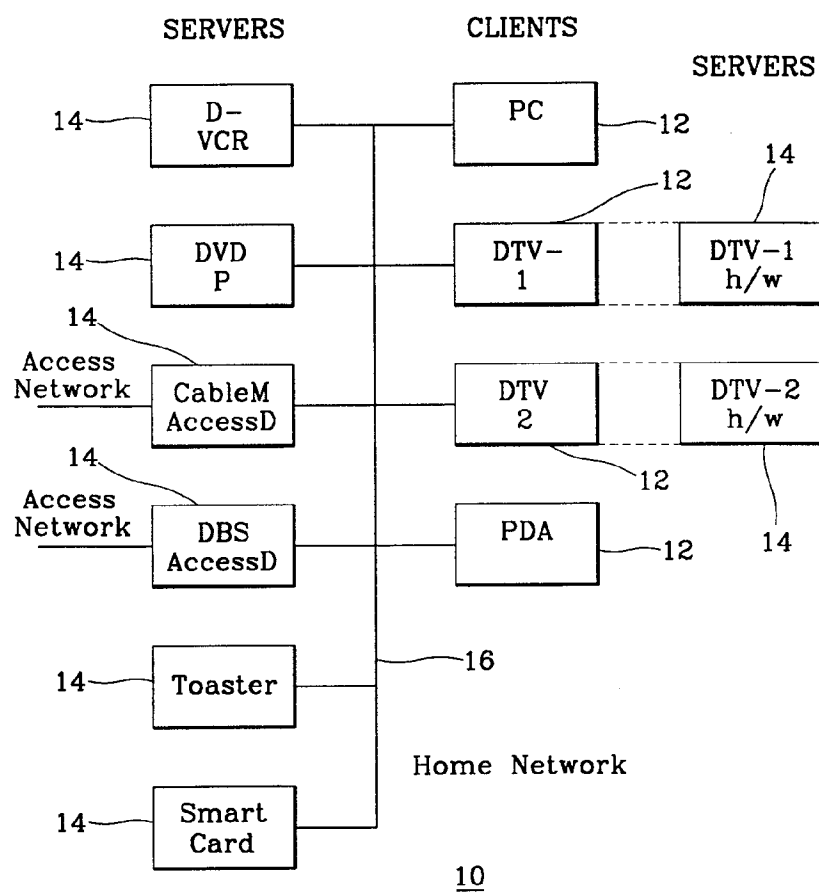 SERVERS
CLIENTS
SERVERS
14
D-
VCR
PC
12
14
12
14
DVD
P
DTV-
1
DTV-1
h/w
14
Access
Network
CableM
AccessD
DTV
2
DTV-2
h/w
14
12
Access
Network
DBS
AccessD
PDA
12
14
16
14
Toaster
Home Network
14
Smart
Card
10